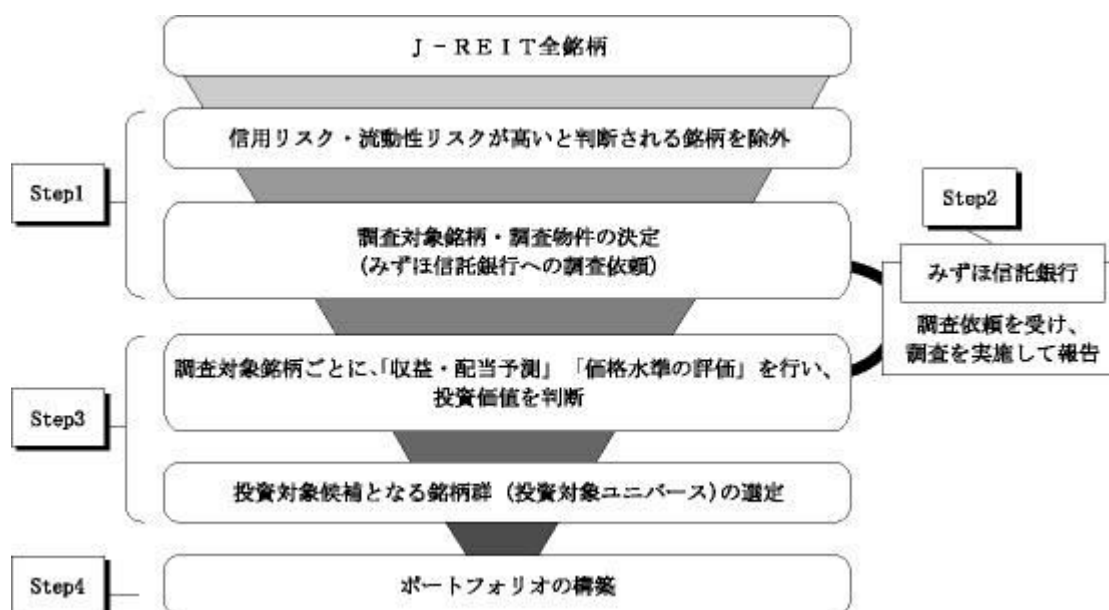 J－REIT全銘柄
Step1
信用リスク・流動性リスクが高いと判断される銘柄を除外
調査対象銘柄・調査物件の決定
(みずほ信託銀行への調査依頼)
Step2
みずほ信託銀行
調査依頼を受け、
調査を実施して報告
Step3
調査対象銘柄ごとに、「収益・配当予測」「価格水準の評価」を行い、
投資価値を判断
投資対象候補となる銘柄群（投資対象ユニバース)の選定
Step4
ポートフォリオの構築